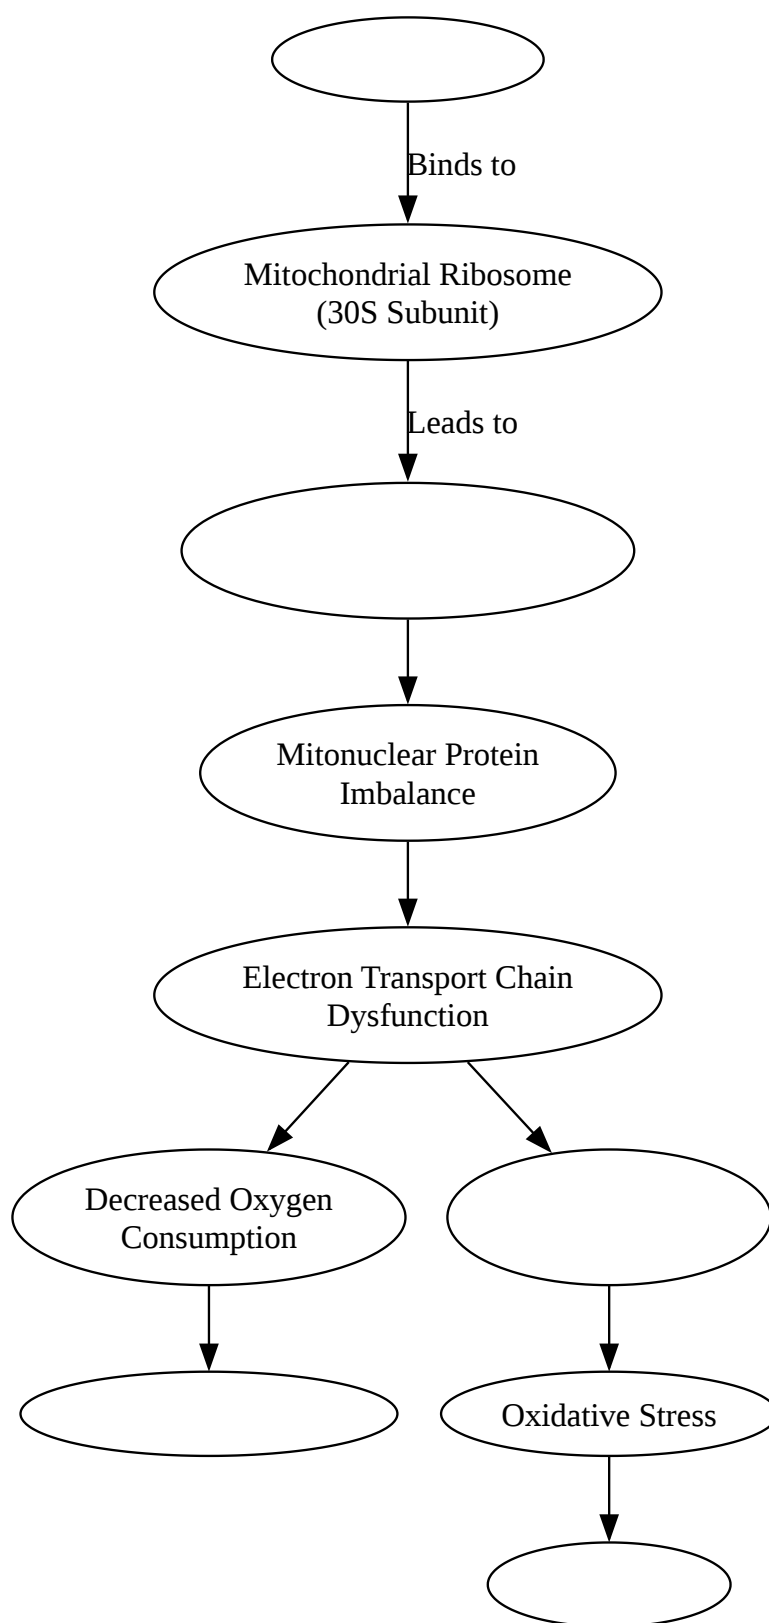 Binds to
Mitochondrial Ribosome
(30S Subunit)
Leads to
Mitonuclear Protein
Imbalance
Electron Transport Chain
Dysfunction
Decreased Oxygen
Consumption
Oxidative Stress